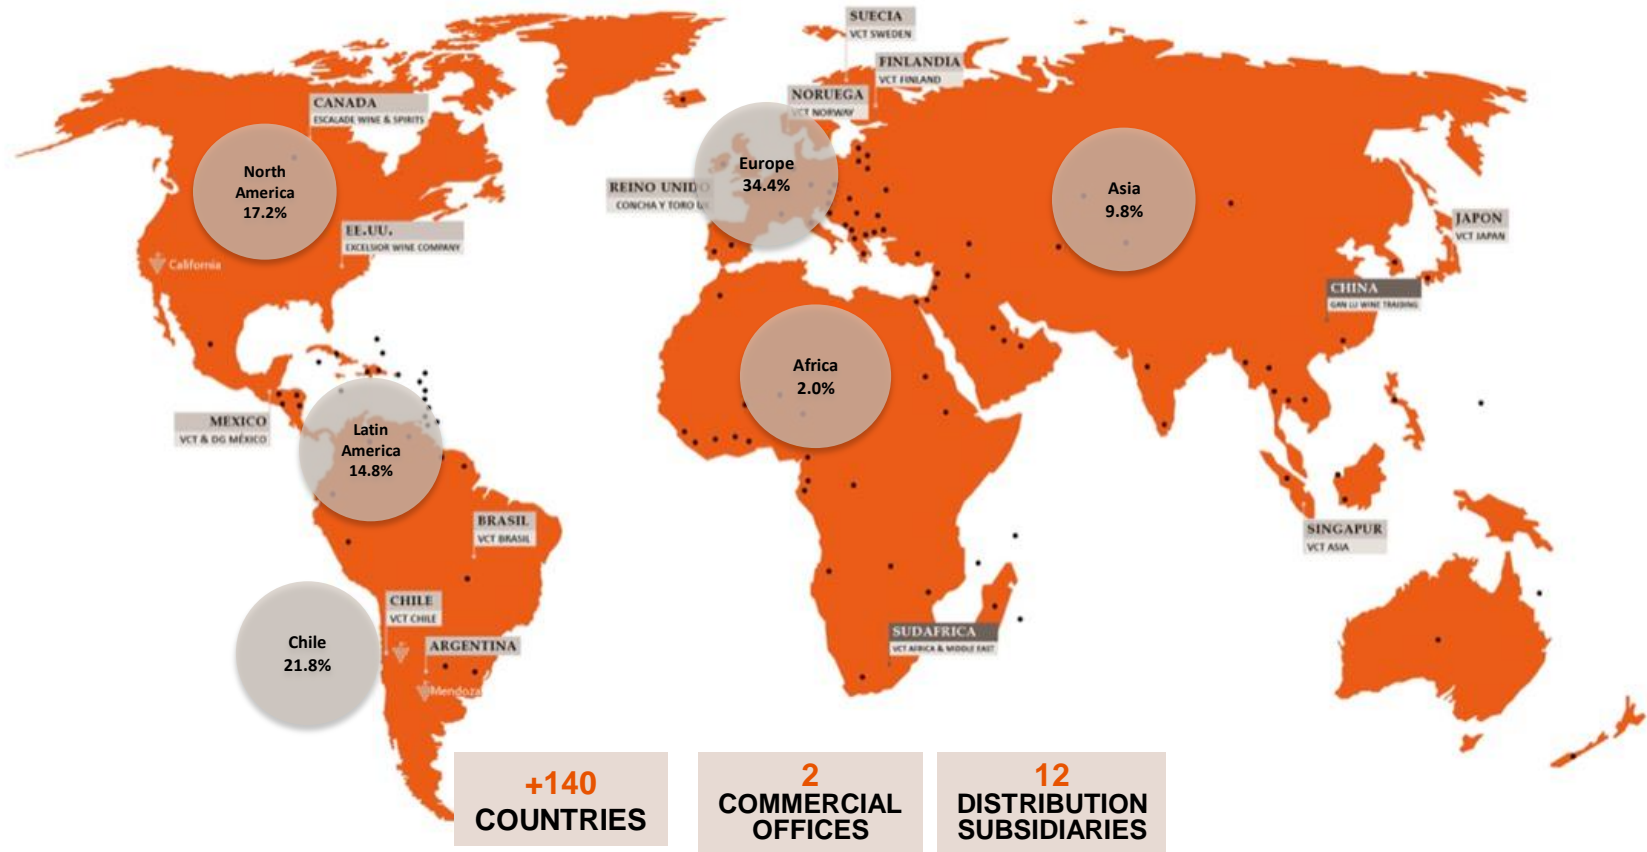 SUECIA
VCT SWEDEN
FINLANDIA
VCT FINLAND
NORUEGA
VCT NORWAY
CANADA
ESCALADE WINE & SPIRITS
North
America
17.2%
Europe
34.4%
Asia
9.8%
REINO UNIDO
CONCHA Y TORO UK
EE.UU.
EXCELSIOR WINE COMPANY
California
JAPON
VCT JAPAN
CHINA
GAN LU WINE TRAIDING
Africa
2.0%
MEXICO
VCT & DG MÉXICO
Latin
America
14.8%
BRASIL
VCT BRASIL
SINGAPUR
VCT ASIA
CHILE
VCT CHILE
Chile
21.8%
ARGENTINA
Mendoza
SUDAFRICA
VCT AFRICA & MIDDLE EAST
+140
COUNTRIES
2
COMMERCIAL
OFFICES
12
DISTRIBUTION
SUBSIDIARIES